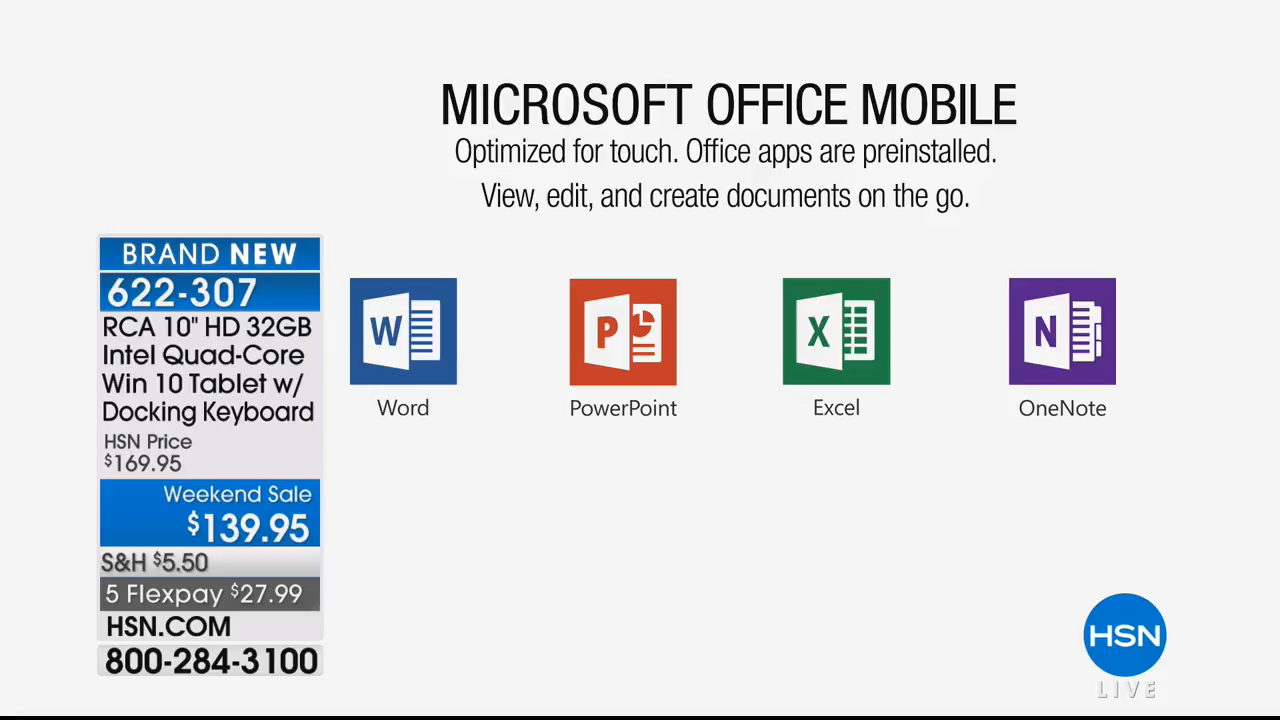 MICROSOFT OFFICE MOBILE
Optimized for touch. Office apps are preinstalled.
View, edit, and create documents on the go.
BRAND NEW
622-307
RCA 10" HD 32GB
Intel Quad-Core
Win 10 Tablet w/
Docking Keyboard
HSN Price
$169.95
Weekend Sale
$139.95
S&H $5.50
5 Flexpay $27.99
HSN.COM
800-284-3100
W
P
X
N
Word
PowerPoint
Excel
OneNote
HSN
LIVE